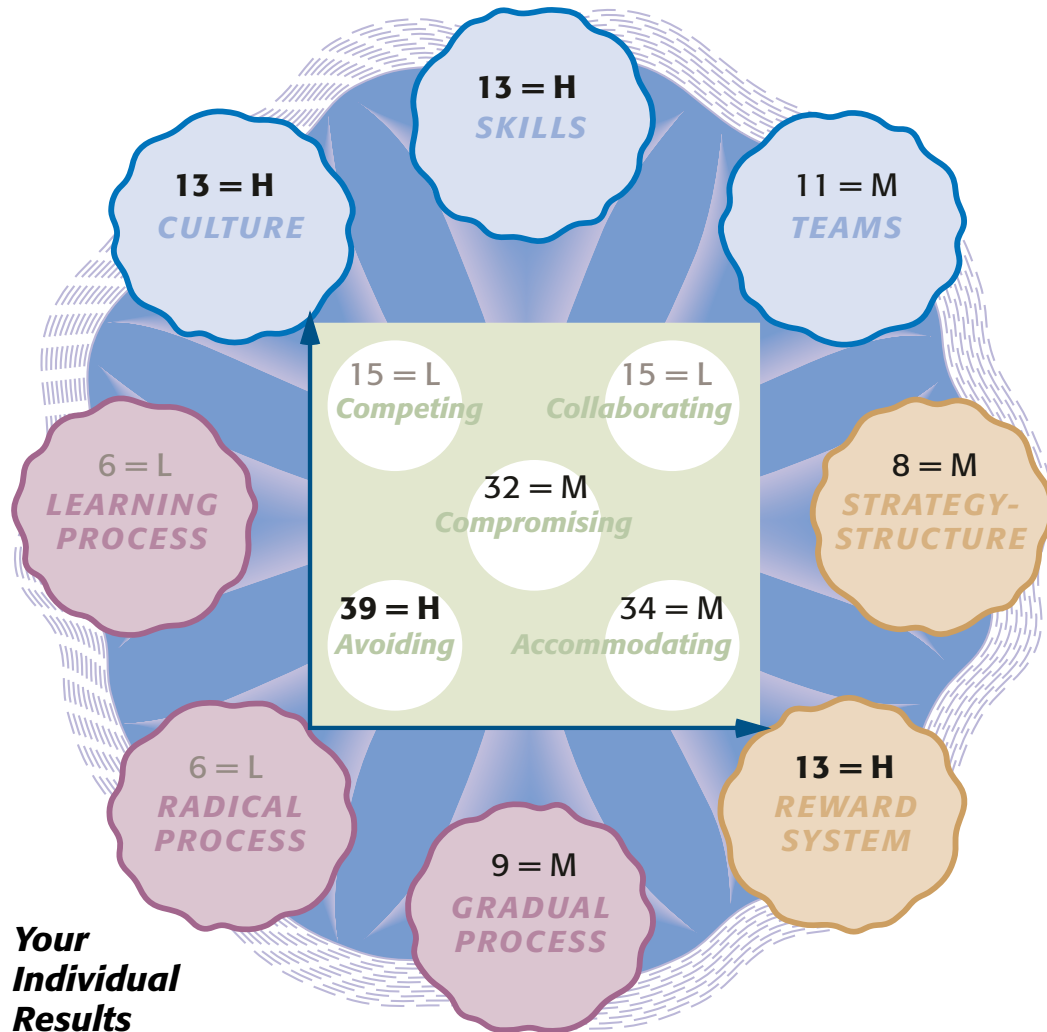 13 = H
SKILLS
13 = H
CULTURE
11 = M
TEAMS
15 = L
Competing
15 = L
Collaborating
6 = L
LEARNING
PROCESS
32 = M
Compromising
8 = M
STRATEGY-
STRUCTURE
39 = H
Avoiding
34 = M
Accommodating
6 = L
RADICAL
PROCESS
13 = H
REWARD
SYSTEM
9 = M
GRADUAL
PROCESS
Your
Individual
Results